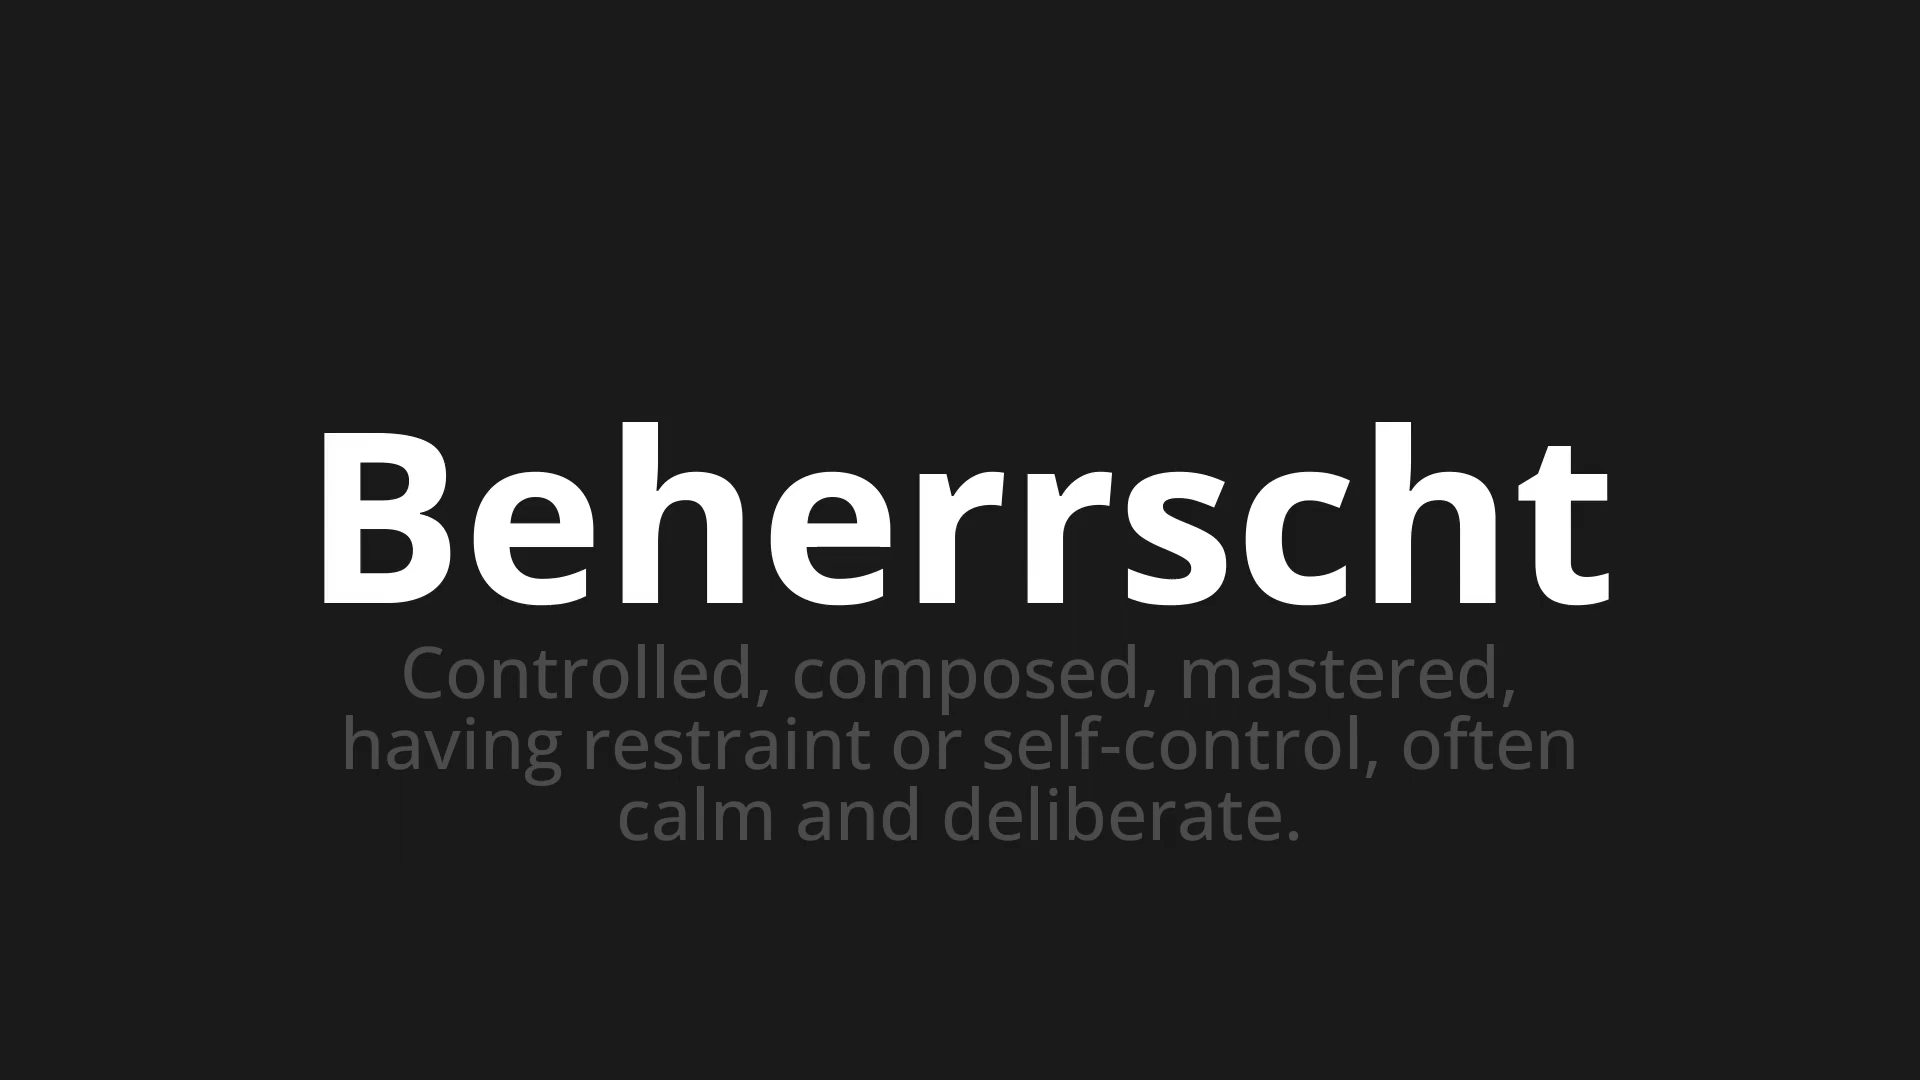 Beherrscht
Controlled, composed, mastered,
having restraint or self-control, often
calm and deliberate.